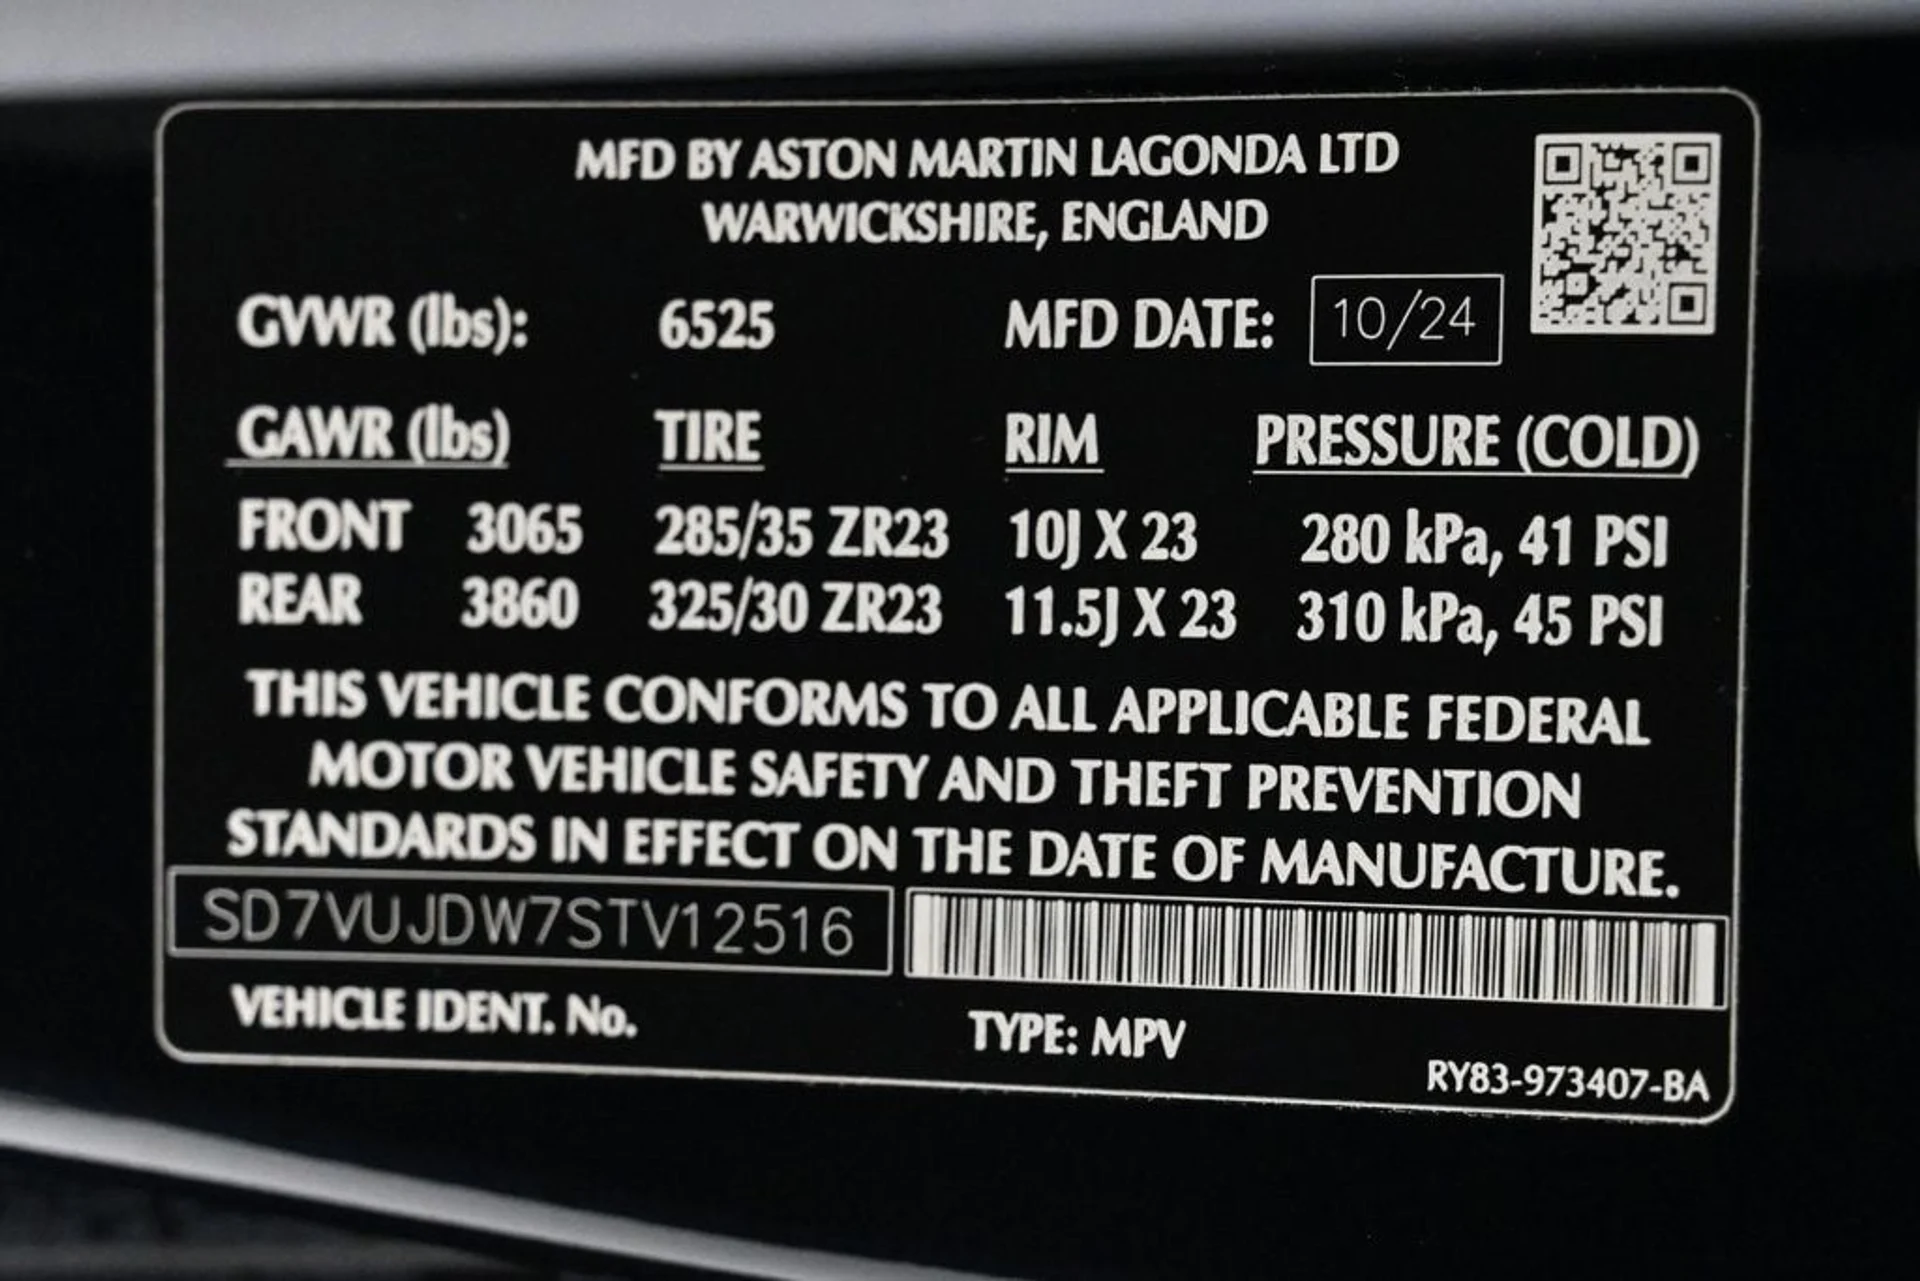 MFD BY ASTON MARTIN LAGONDA LTD
WARWICKSHIRE, ENGLAND
GVWR (lbs): 6525 MFD DATE: 10/24
GAWR (lbs) TIRE RIM PRESSURE (COLD)
FRONT 3065 285/35 ZR23 10J X 23 280 kPa, 41 PSI
REAR 3860 325/30 ZR23 11.5J X 23 310 kPa, 45 PSI
THIS VEHICLE CONFORMS TO ALL APPLICABLE FEDERAL
MOTOR VEHICLE SAFETY AND THEFT PREVENTION
STANDARDS IN EFFECT ON THE DATE OF MANUFACTURE.
SD7VUJDW7STV12516
VEHICLE IDENT. No. TYPE: MPV
RY83-973407-BA